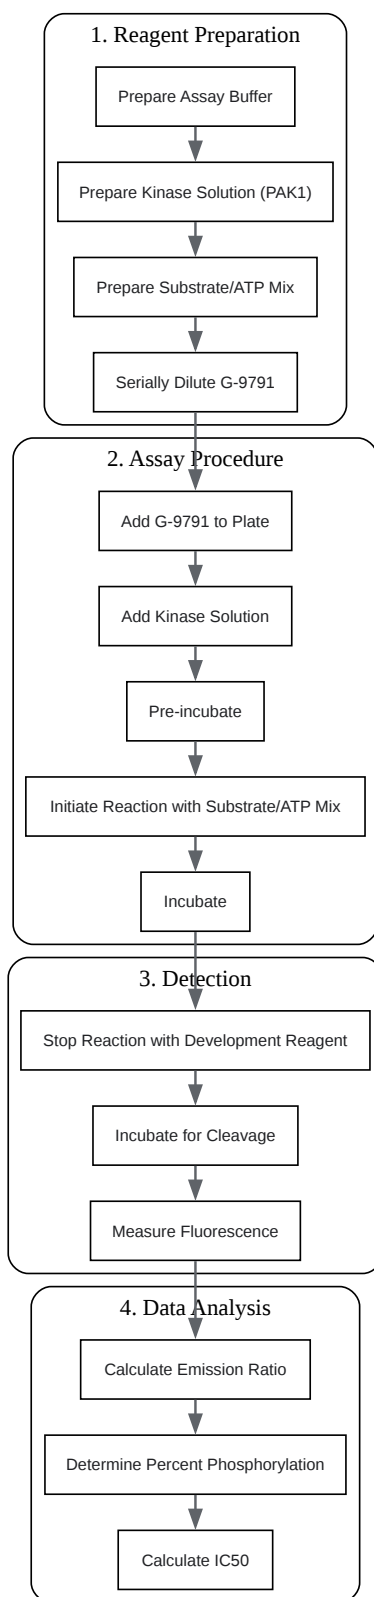 1. Reagent Preparation
Prepare Assay Buffer
Prepare Kinase Solution (PAK1)
Prepare Substrate/ATP Mix
Serially Dilute G-9791
2. Assay Procedure
Add G-9791 to Plate
Add Kinase Solution
Pre-incubate
Initiate Reaction with Substrate/ATP Mix
Incubate
3. Detection
Stop Reaction with Development Reagent
Incubate for Cleavage
Measure Fluorescence
4. Data Analysis
Calculate Emission Ratio
Determine Percent Phosphorylation
Calculate IC50